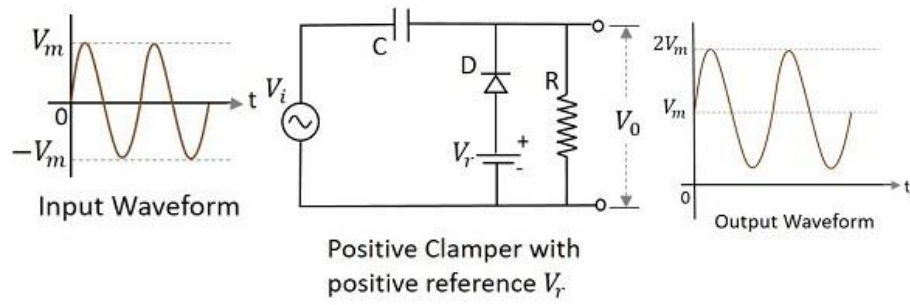 V_m
0
t
−V_m
Input Waveform
V_i
C
D
R
V_r
+
-
V_0
Positive Clamper with
positive reference V_r
2V_m
V_m
0
t
Output Waveform